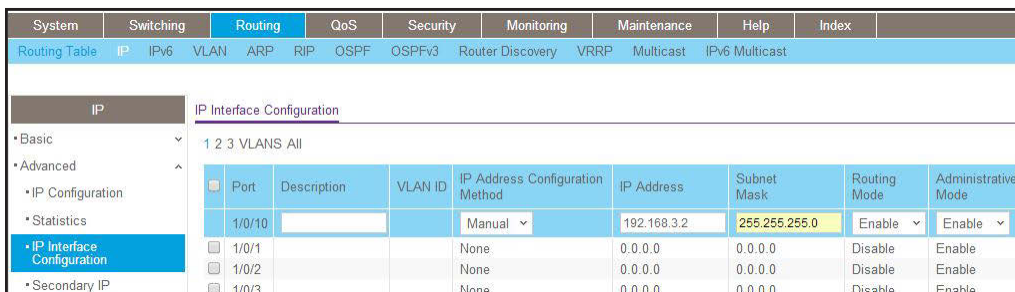 System Switching Routing QoS Security Monitoring Maintenance Help Index
Routing Table IP IPv6 VLAN ARP RIP OSPF OSPFv3 Router Discovery VRRP Multicast IPv6 Multicast
IP
Basic
Advanced
IP Configuration
Statistics
IP Interface
Configuration
Secondary IP
IP Interface Configuration
1 2 3 VLANS All
Port Description VLAN ID IP Address Configuration Method IP Address Subnet Mask Routing Mode Administrative Mode
1/0/10 Manual 192.168.3.2 255.255.255.0 Enable Enable
1/0/1 None 0.0.0.0 0.0.0.0 Disable Enable
1/0/2 None 0.0.0.0 0.0.0.0 Disable Enable
1/0/3 None 0.0.0.0 0.0.0.0 Disable Enable